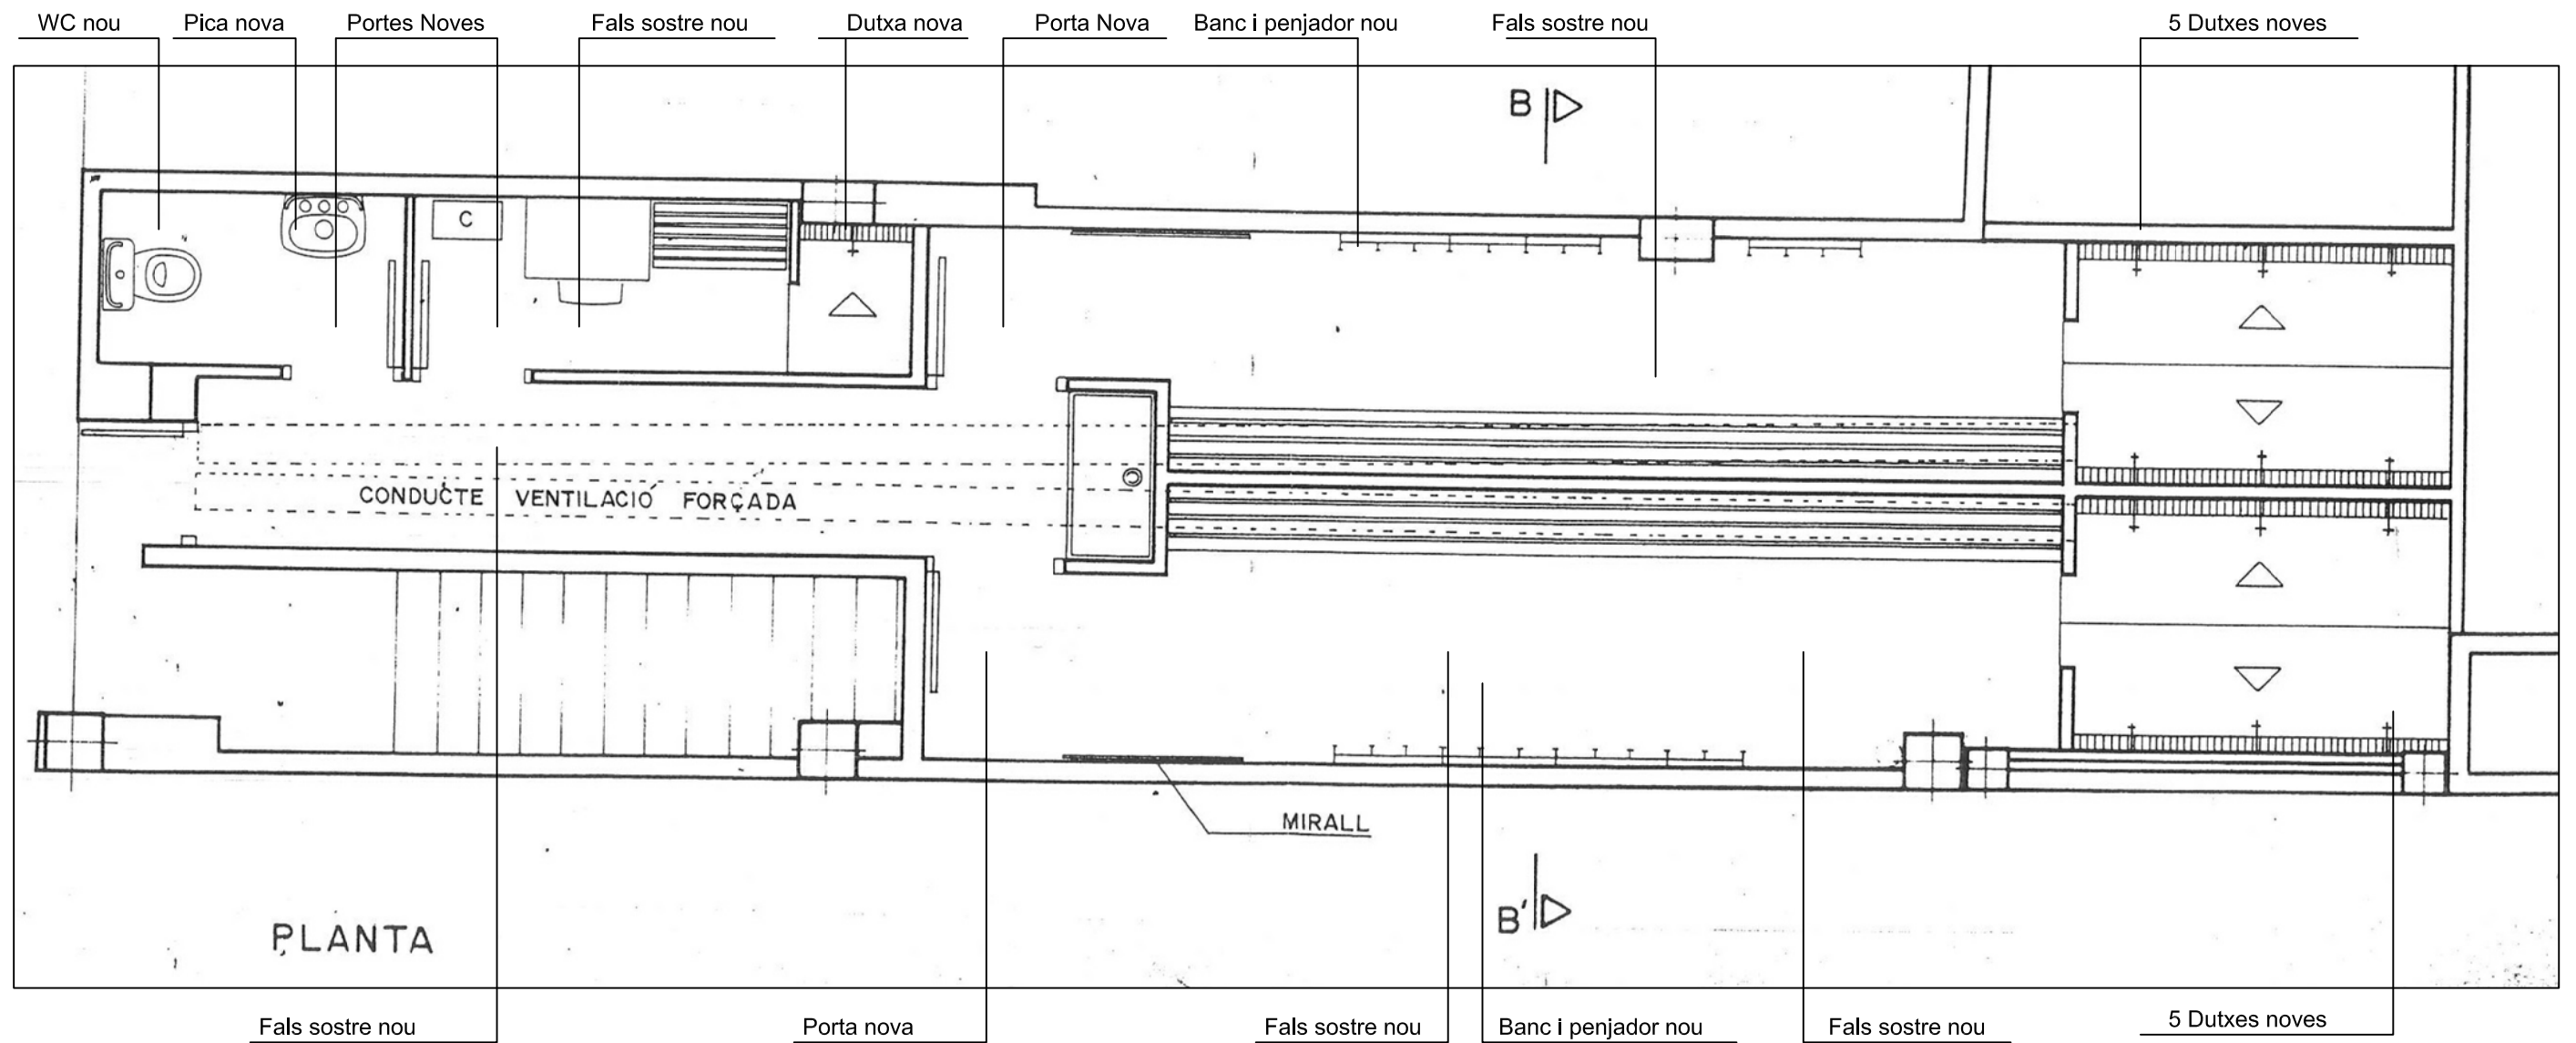 WC nou
Pica nova
Portes Noves
Fals sostre nou
Dutxa nova
Porta Nova
Banc i penjador nou
Fals sostre nou
5 Dutxes noves
B
C
CONDUCTE VENTILACIÓ FORÇADA
MIRALL
B'
PLANTA
Fals sostre nou
Porta nova
Fals sostre nou
Banc i penjador nou
Fals sostre nou
5 Dutxes noves